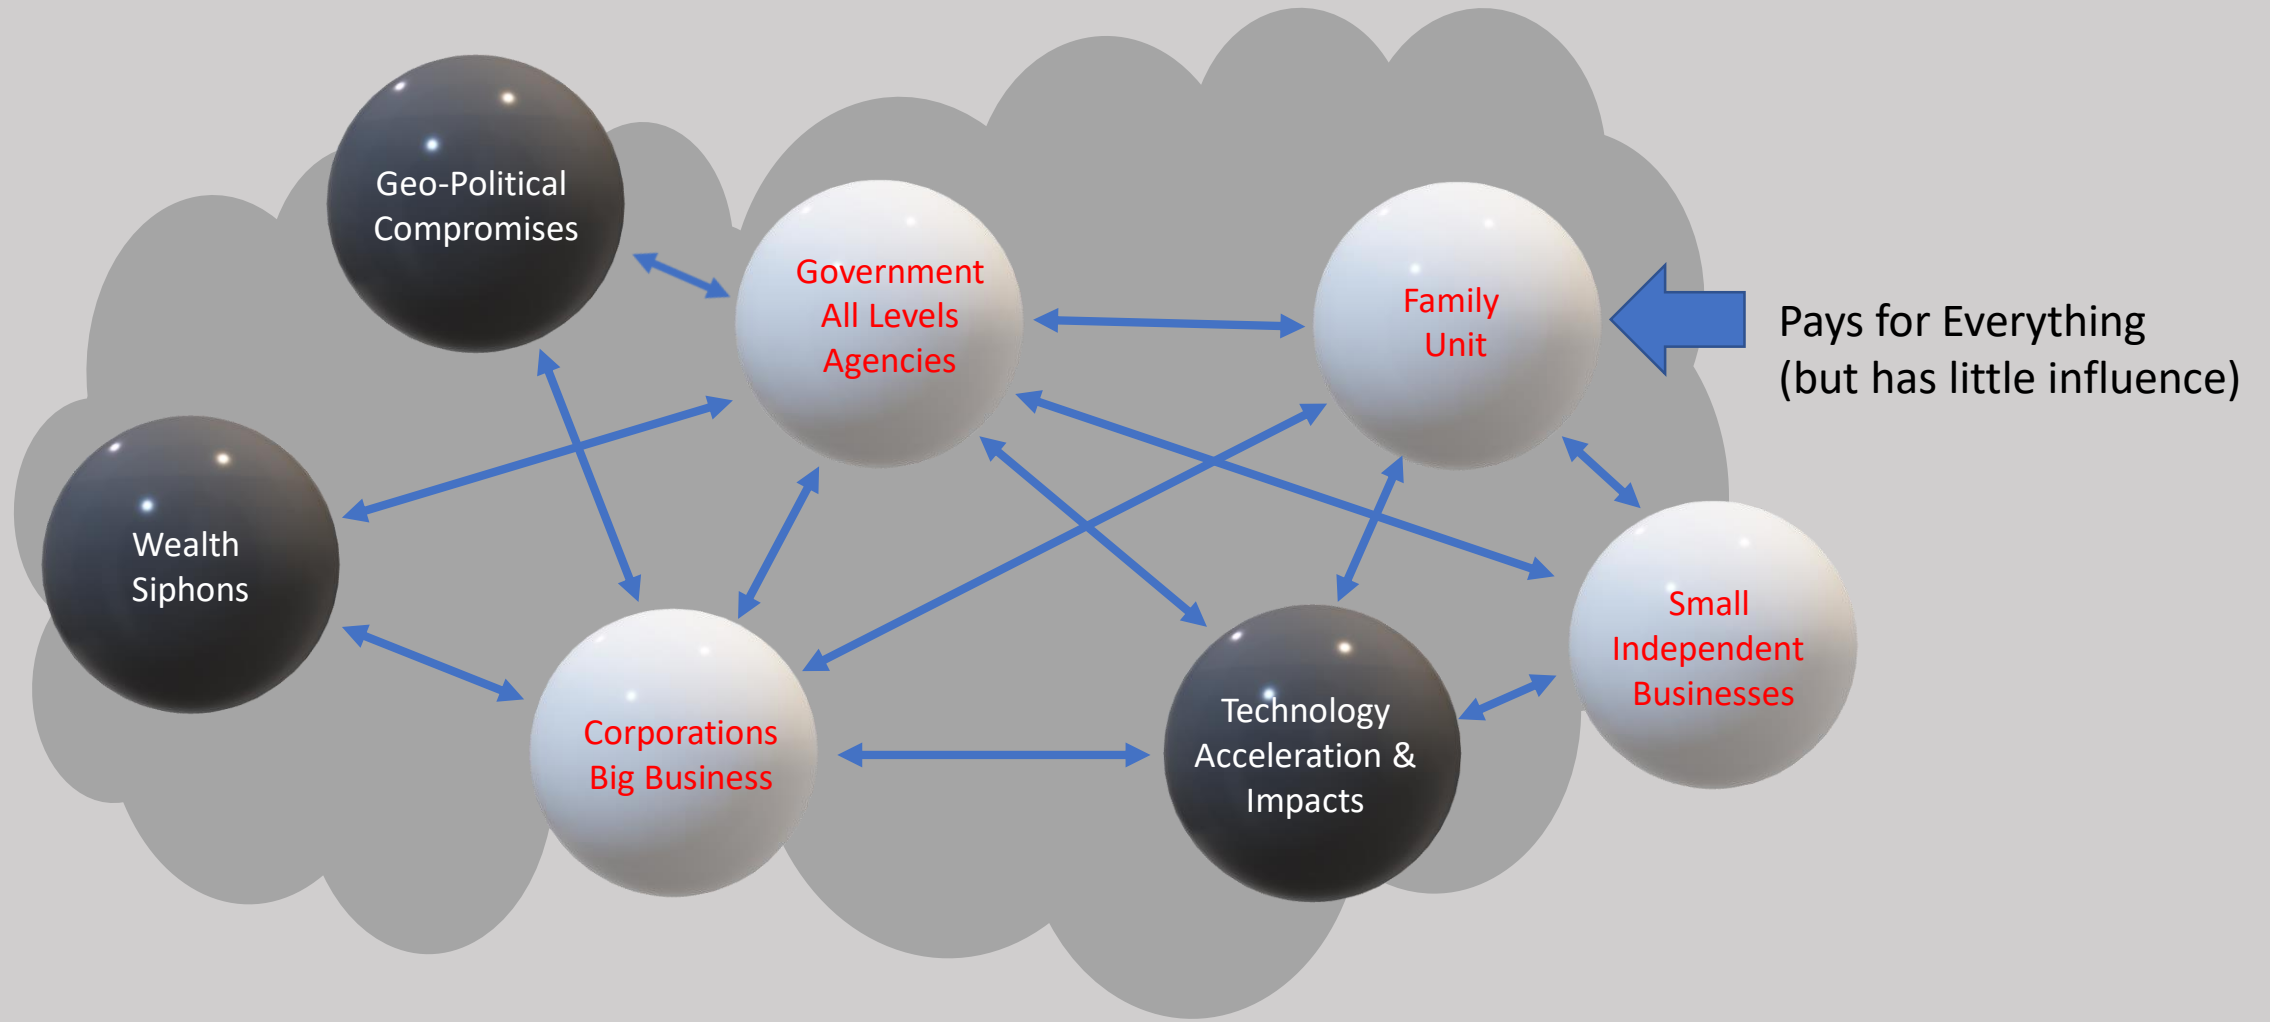 Geo-Political
Compromises
Government
All Levels
Agencies
Family
Unit
Pays for Everything
(but has little influence)
Wealth
Siphons
Corporations
Big Business
Technology
Acceleration &
Impacts
Small
Independent
Businesses